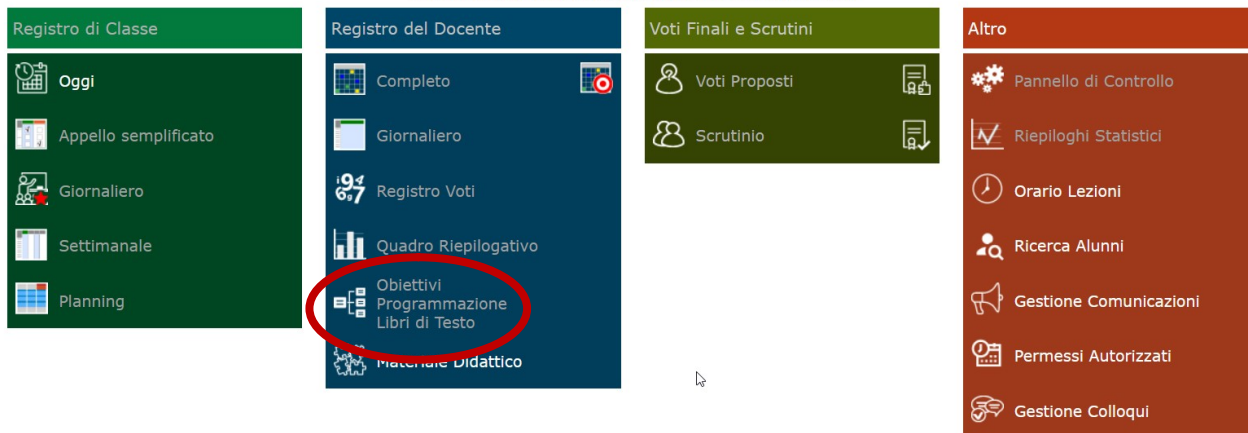 Registro di Classe
Oggi
Appello semplificato
Giornaliero
Settimanale
Planning
Registro del Docente
Completo
Giornaliero
Registro Voti
Quadro Riepilogativo
Obiettivi
Programmazione
Libri di Testo
Materiale Didattico
Voti Finali e Scrutini
Voti Proposti
Scrutinio
Altro
Pannello di Controllo
Riepiloghi Statistici
Orario Lezioni
Ricerca Alunni
Gestione Comunicazioni
Permessi Autorizzati
Gestione Colloqui